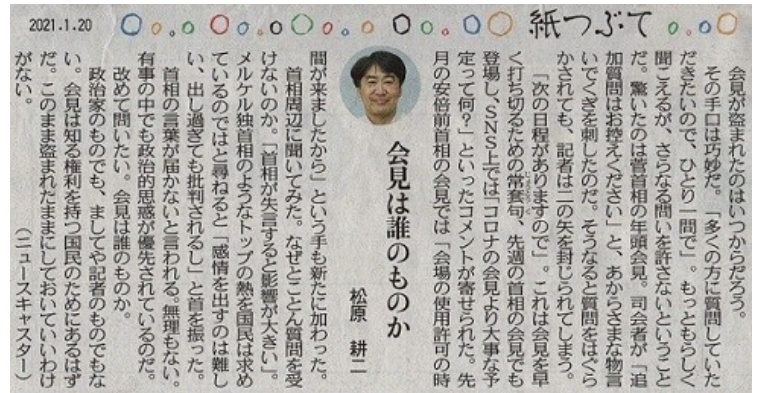 2021.1.20
紙つぶて
会見は誰のものか
松原 耕二
会見が盗まれたのはいつからだろう。
その手口は巧妙だ。「多くの方に質問していた
だきたいので、ひとり一問で」。もっともらしく
聞こえるが、さらなる問いを許さないということ
だ。驚いたのは菅首相の年頭会見。司会者が「追
加質問はお控えください」と、あからさまな物言
いでくぎを刺したのだ。そうなると質問をはぐら
かされても、記者は二の矢を封じられてしまう。
「次の日程がありますので」。これは会見を早
く打ち切るための常套句、先週の首相の会見でも
登場し、SNS上では「コロナの会見より大事な予
定って何?」といったコメントが寄せられた。先
月の安倍前首相の会見では「会場の使用許可の時
間が来ましたから」という手も新たに加わった。
首相周辺に聞いてみた。なぜとことん質問を受
けないのか。「首相が失言すると影響が大きい」。
メルケル独首相のようなトップの熱を国民は求め
ているのではと尋ねると「感情を出すのは難し
い、出し過ぎても批判されるし」と首を振った。
首相の言葉が届かないと言われる。無理もない。
有事の中でも政治的思惑が優先されているのだ。
改めて問いたい。会見は誰のものか。
政治家のものでも、ましてや記者のものでもな
い。会見は知る権利を持つ国民のためにあるはず
だ。このまま盗まれたままにしておいていいわけ
がない。
(ニュースキャスター)